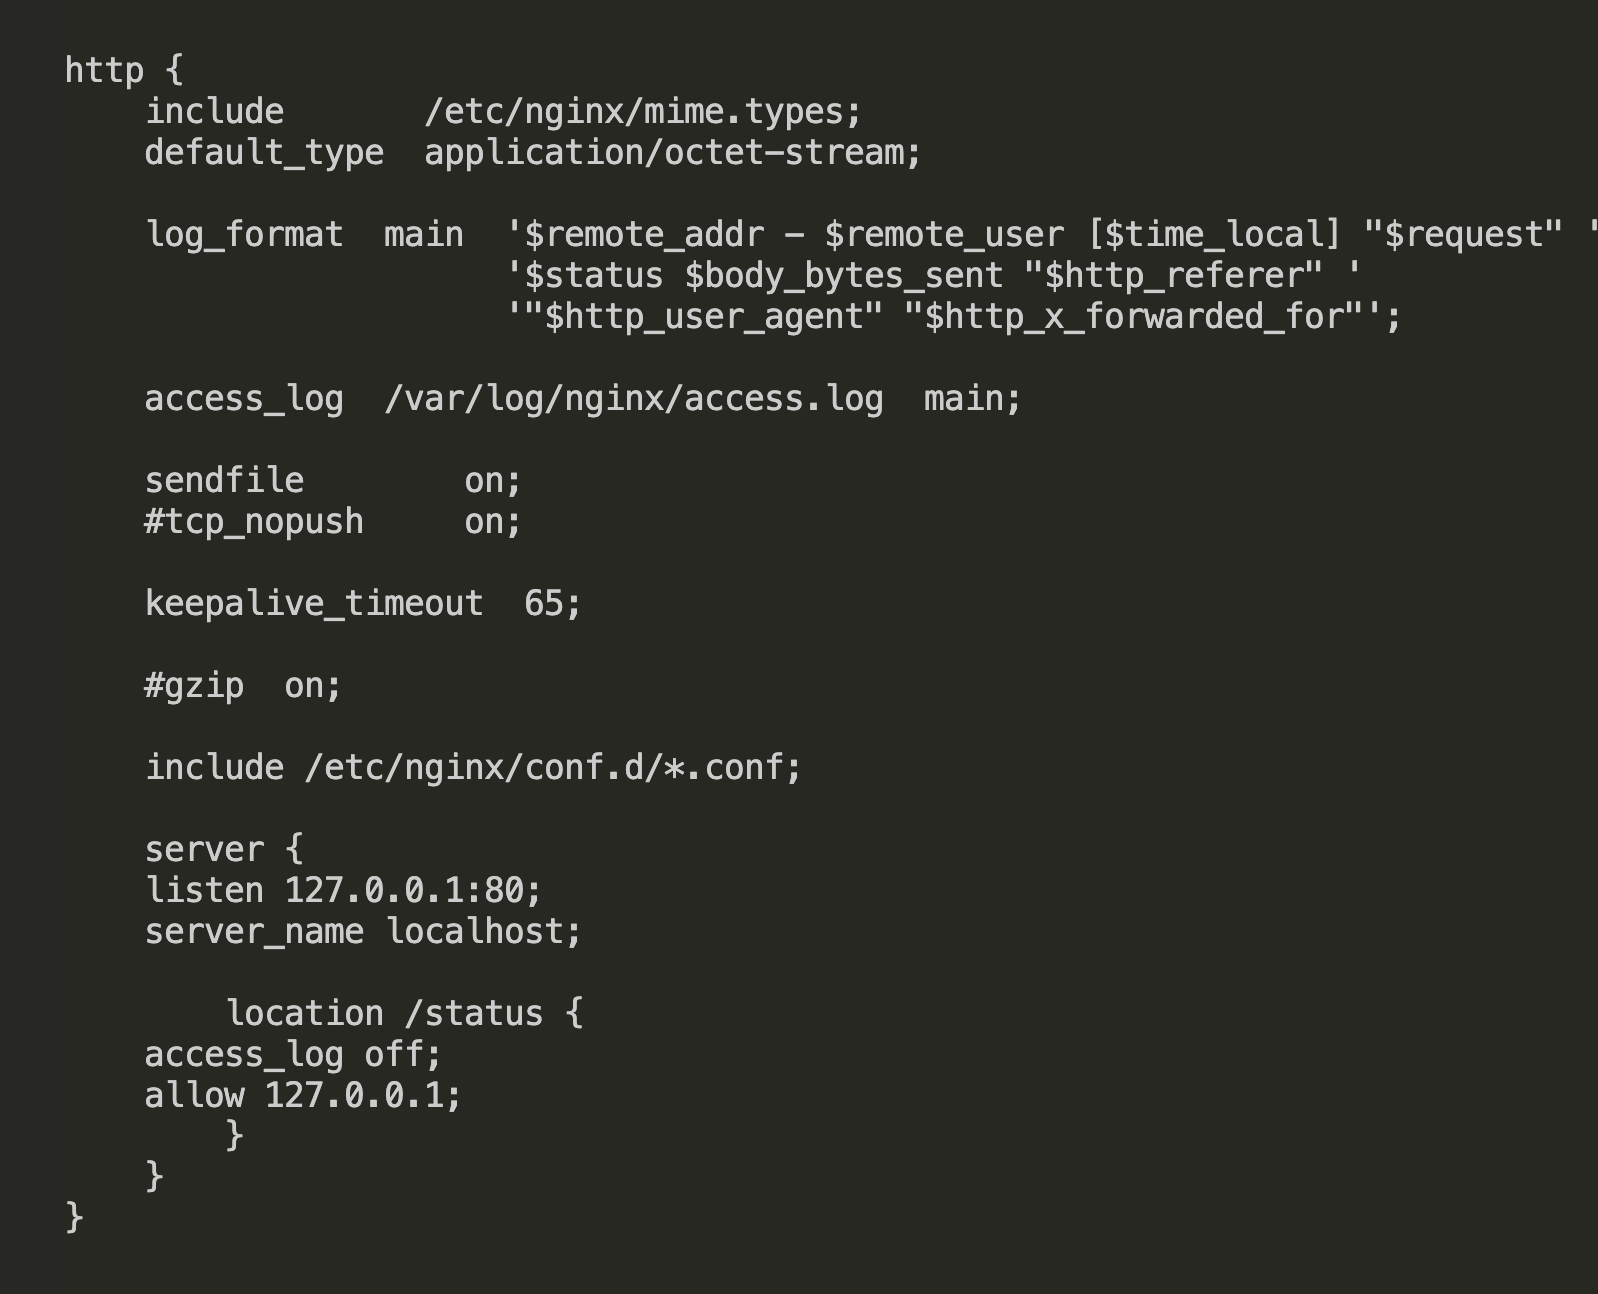 http {
    include       /etc/nginx/mime.types;
    default_type  application/octet-stream;

    log_format  main  '$remote_addr - $remote_user [$time_local] "$request" '
                      '$status $body_bytes_sent "$http_referer" '
                      '"$http_user_agent" "$http_x_forwarded_for"';

    access_log  /var/log/nginx/access.log  main;

    sendfile        on;
    #tcp_nopush     on;

    keepalive_timeout  65;

    #gzip  on;

    include /etc/nginx/conf.d/*.conf;

    server {
    listen 127.0.0.1:80;
    server_name localhost;

        location /status {
    access_log off;
    allow 127.0.0.1;
        }
    }
}